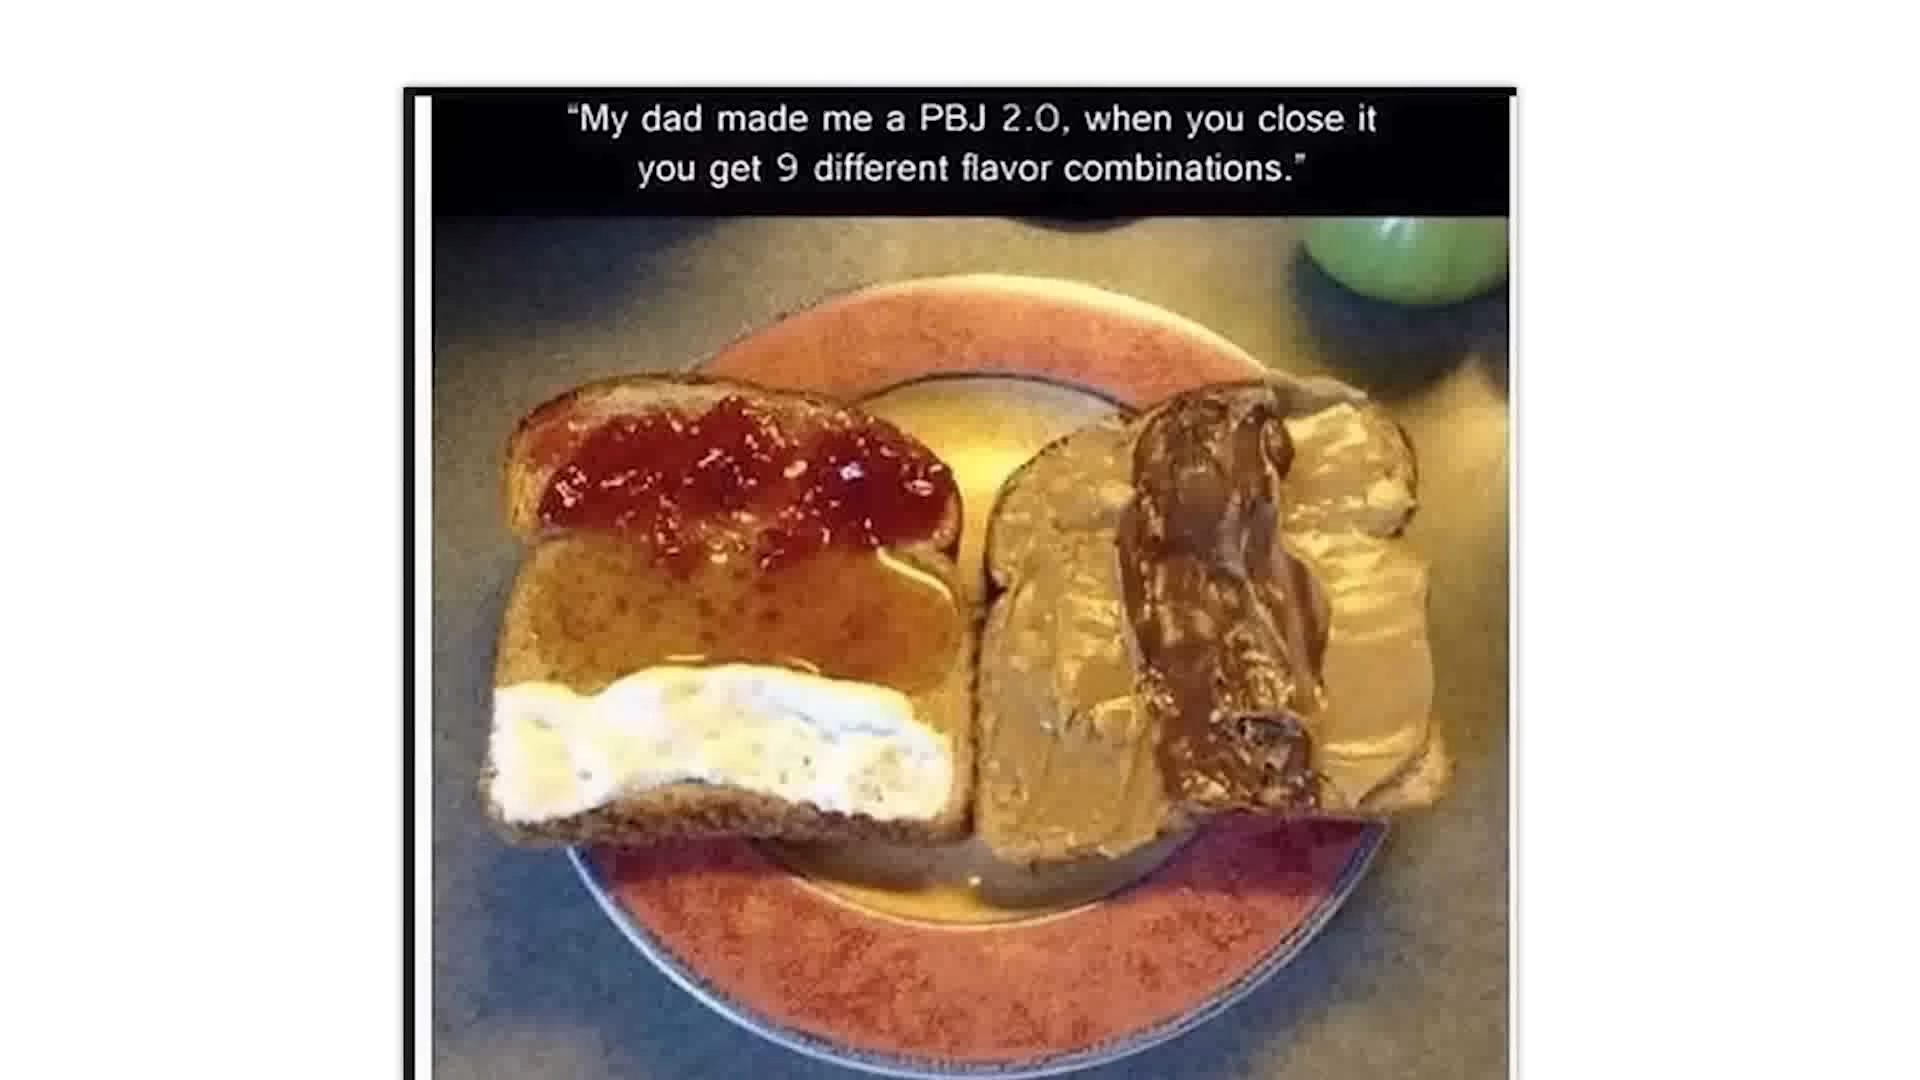 “My dad made me a PBJ 2.0, when you close it
you get 9 different flavor combinations.”